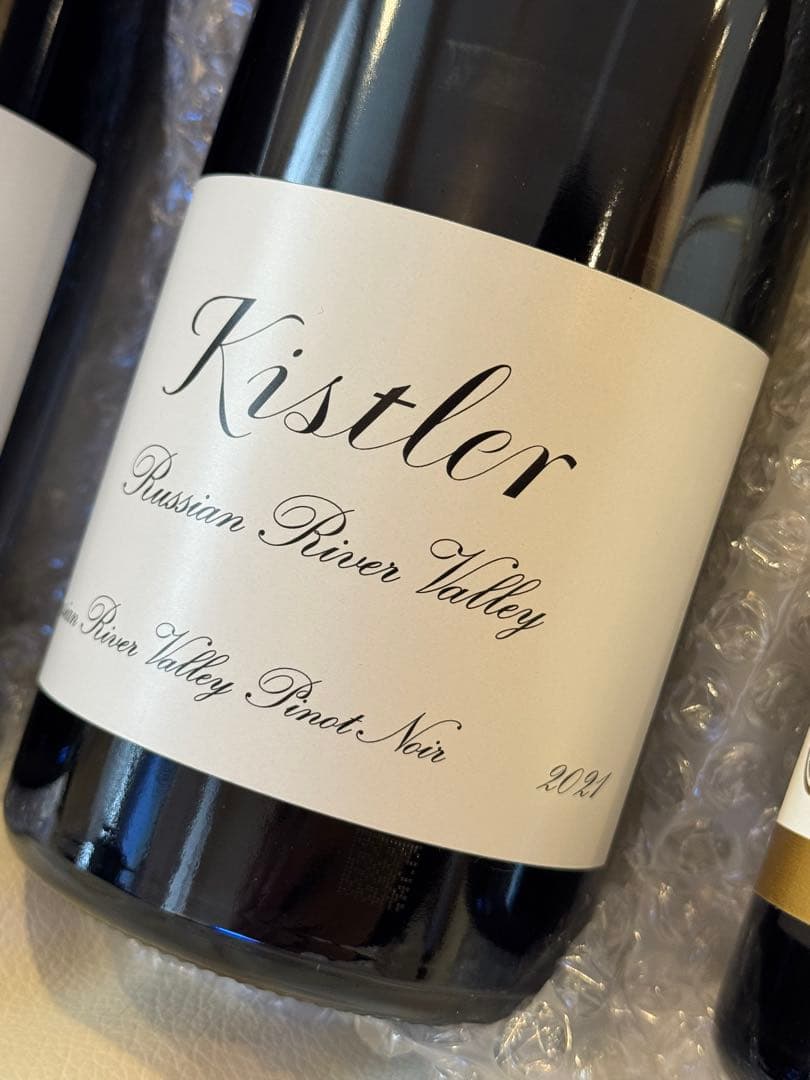 Kistler
Russian River Valley
River Valley Pinot Noir
2021